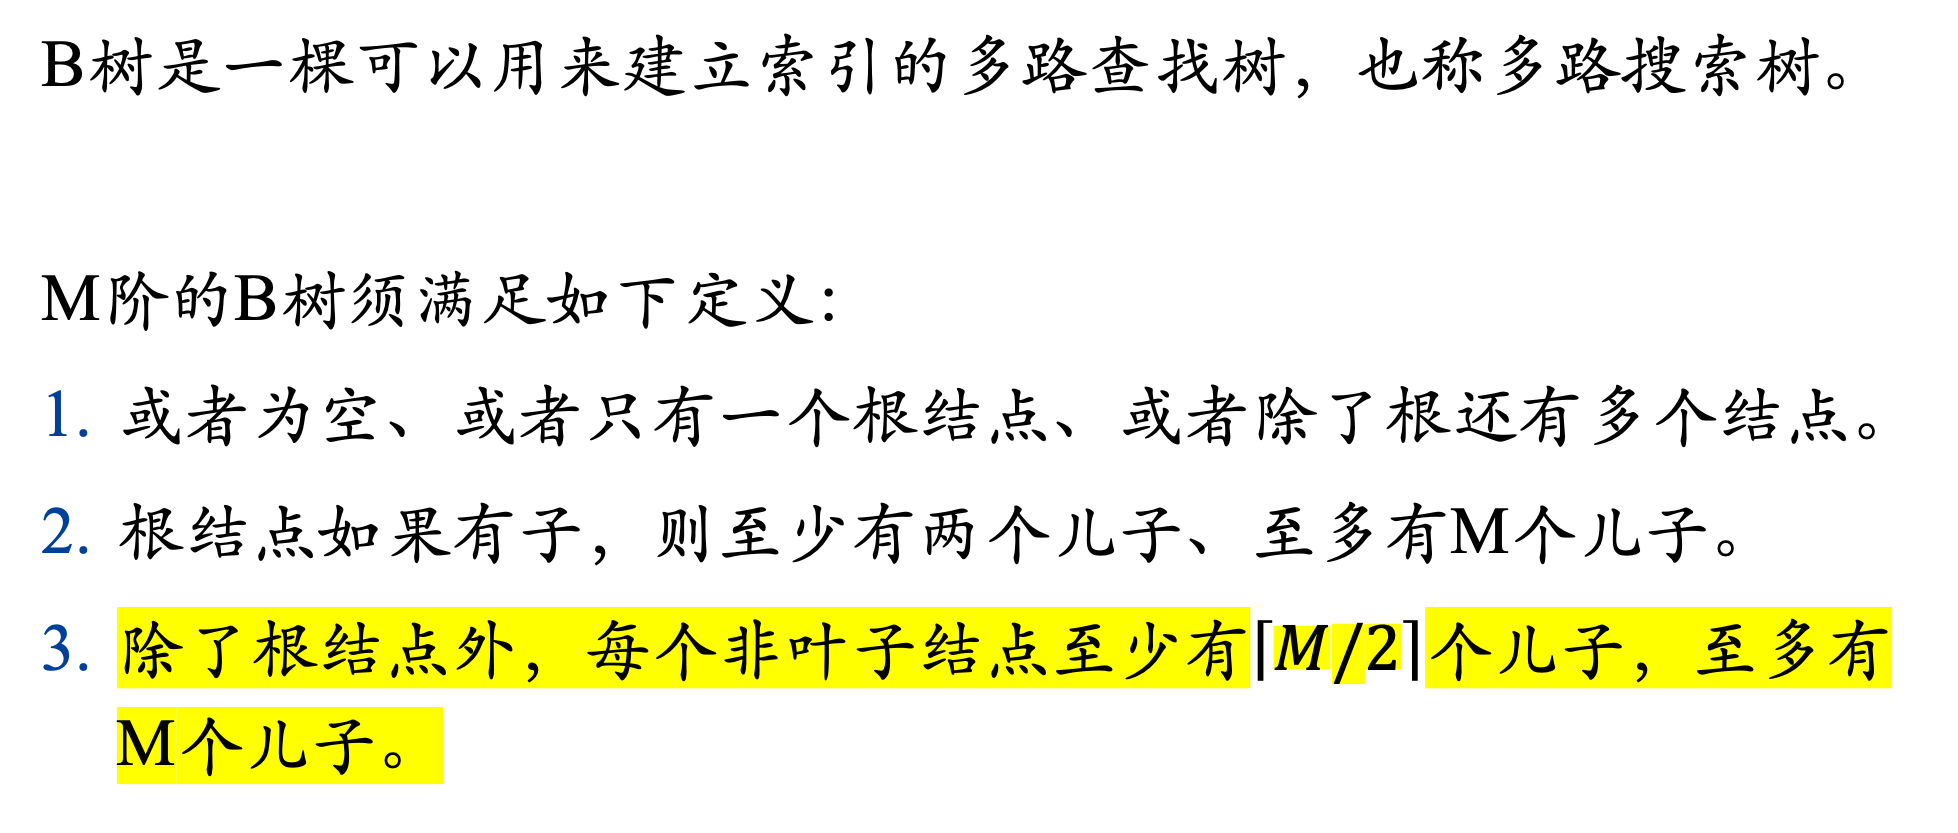 B树是一棵可以用来建立索引的多路查找树，也称多路搜索树。
M阶的B树须满足如下定义：
1. 或者为空、或者只有一个根结点、或者除了根还有多个结点。
2. 根结点如果有子，则至少有两个儿子、至多有M个儿子。
3. 除了根结点外，每个非叶子结点至少有⌈M/2⌉个儿子，至多有
M个儿子。